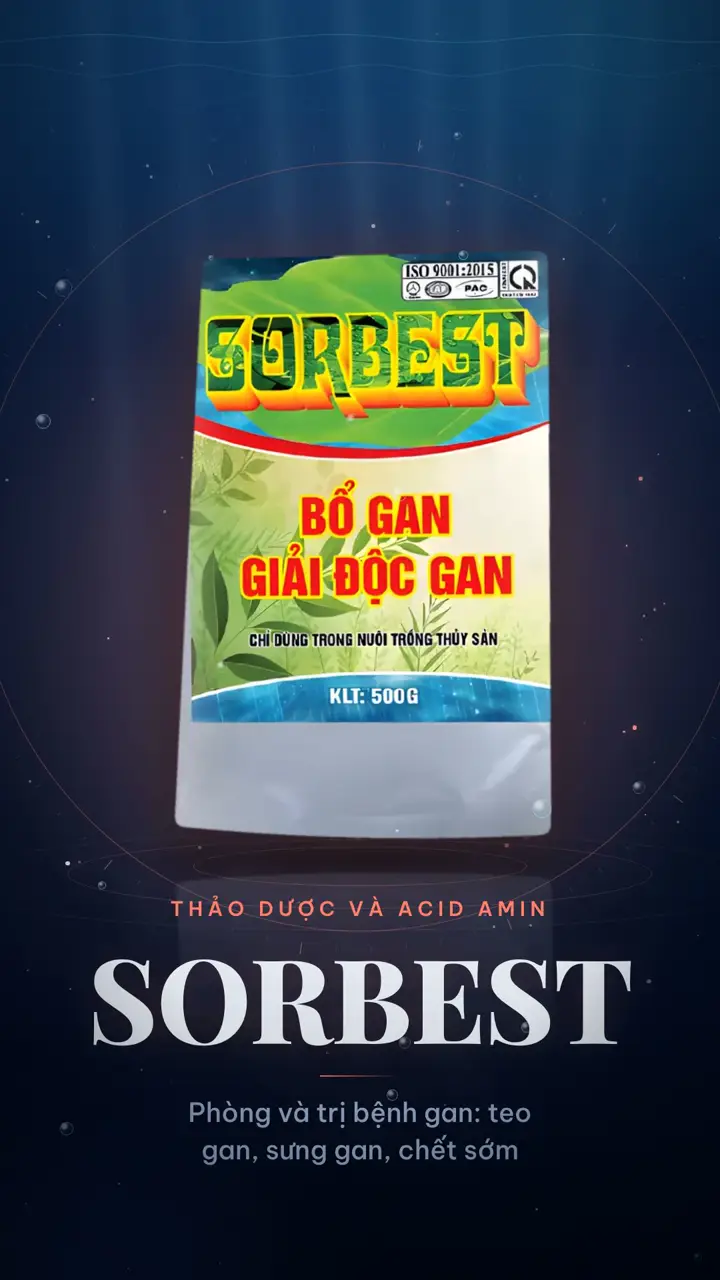 ISO 9001:2015
PAC
SORBEST
BỔ GAN
GIẢI ĐỘC GAN
CHỈ DÙNG TRONG NUÔI TRỒNG THỦY SẢN
KLT: 500G
THẢO DƯỢC VÀ ACID AMIN
SORBEST
Phòng và trị bệnh gan: teo
gan, sưng gan, chết sớm